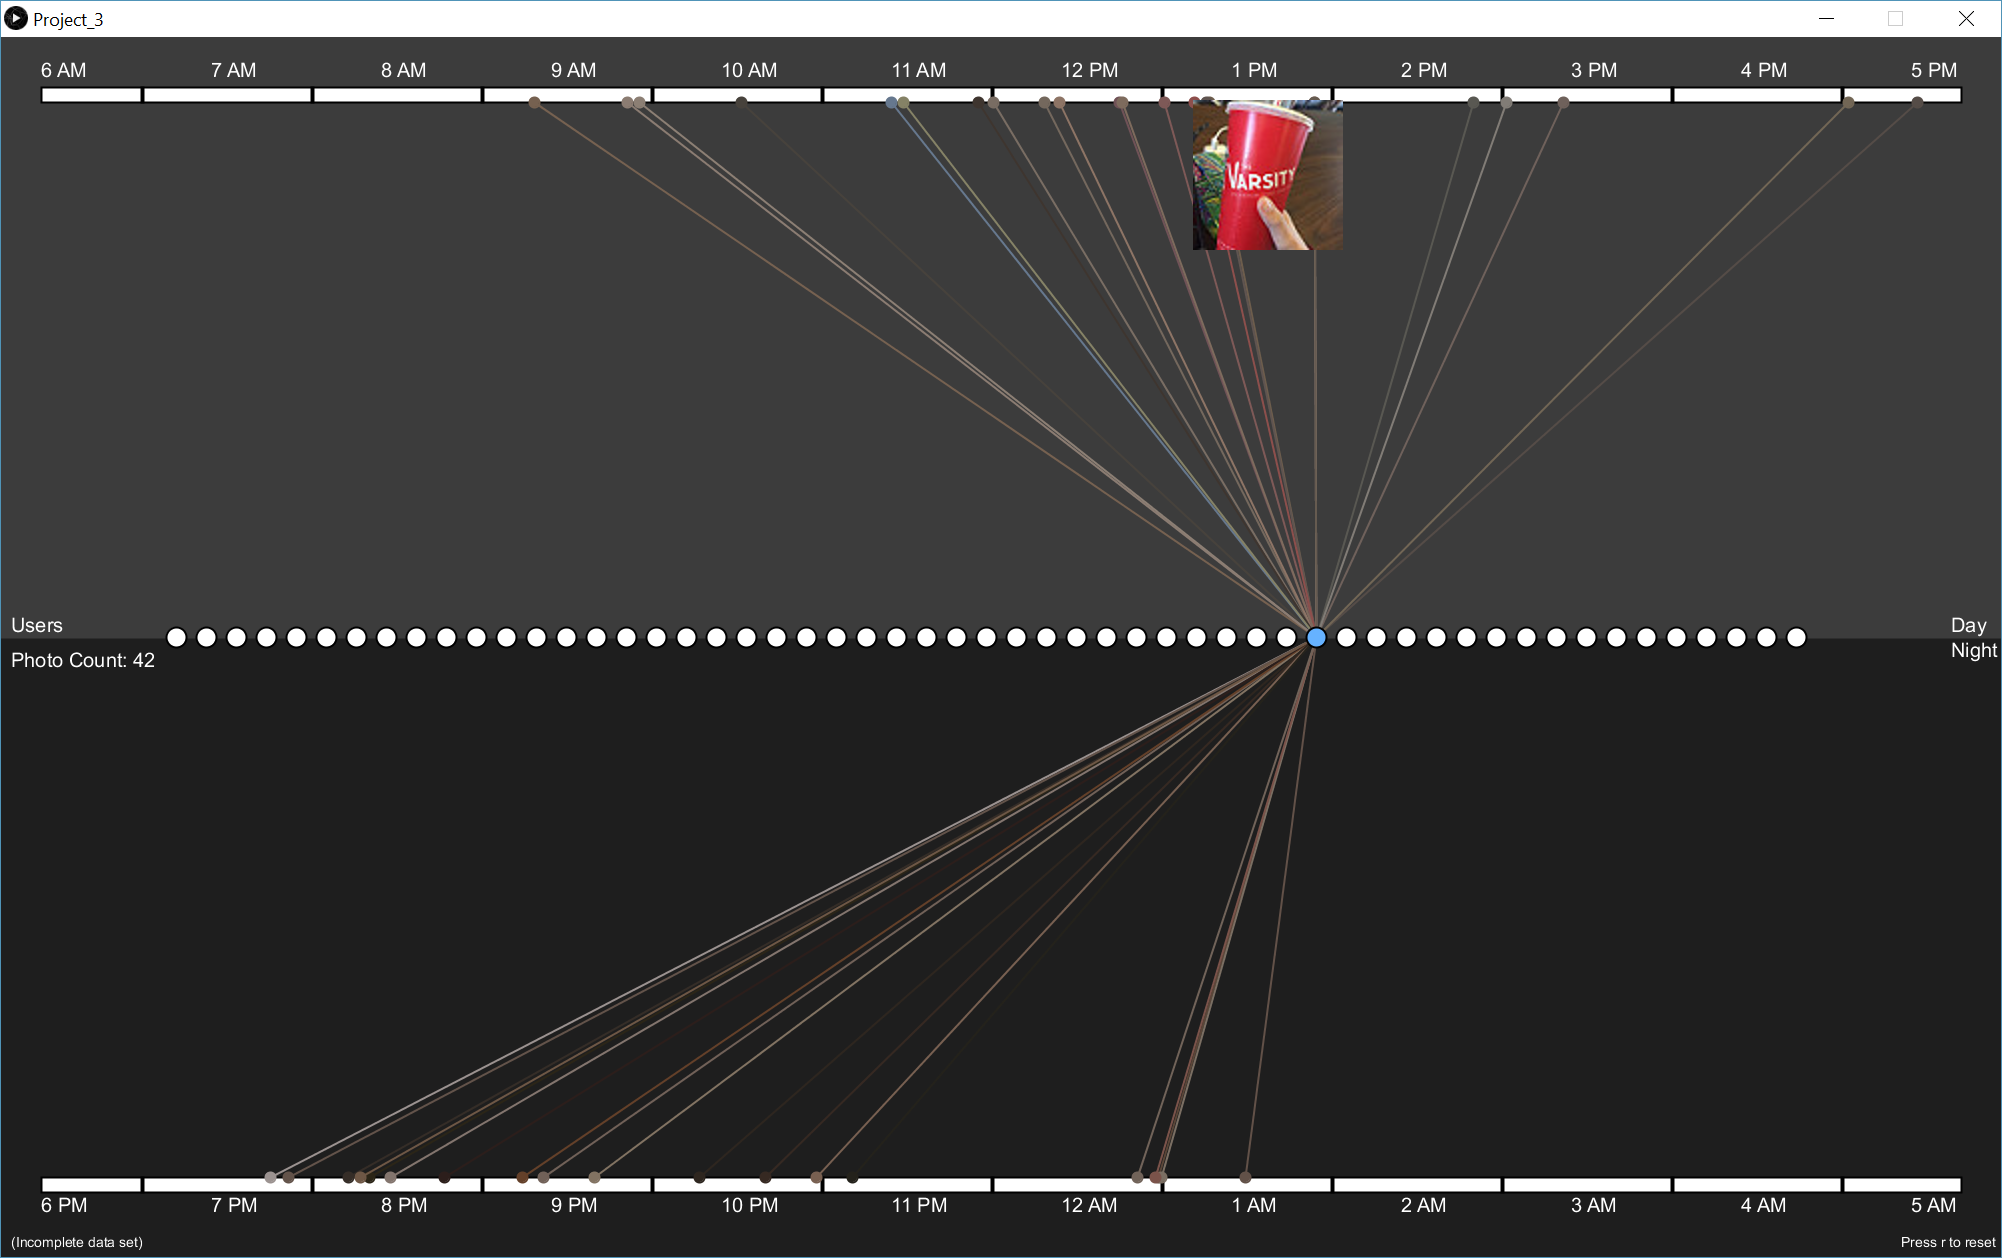 Project_3
6 AM 7 AM 8 AM 9 AM 10 AM 11 AM 12 PM 1 PM 2 PM 3 PM 4 PM 5 PM
VARSITY
Users
Day
Photo Count: 42
Night
6 PM 7 PM 8 PM 9 PM 10 PM 11 PM 12 AM 1 AM 2 AM 3 AM 4 AM 5 AM
(Incomplete data set)
Press r to reset